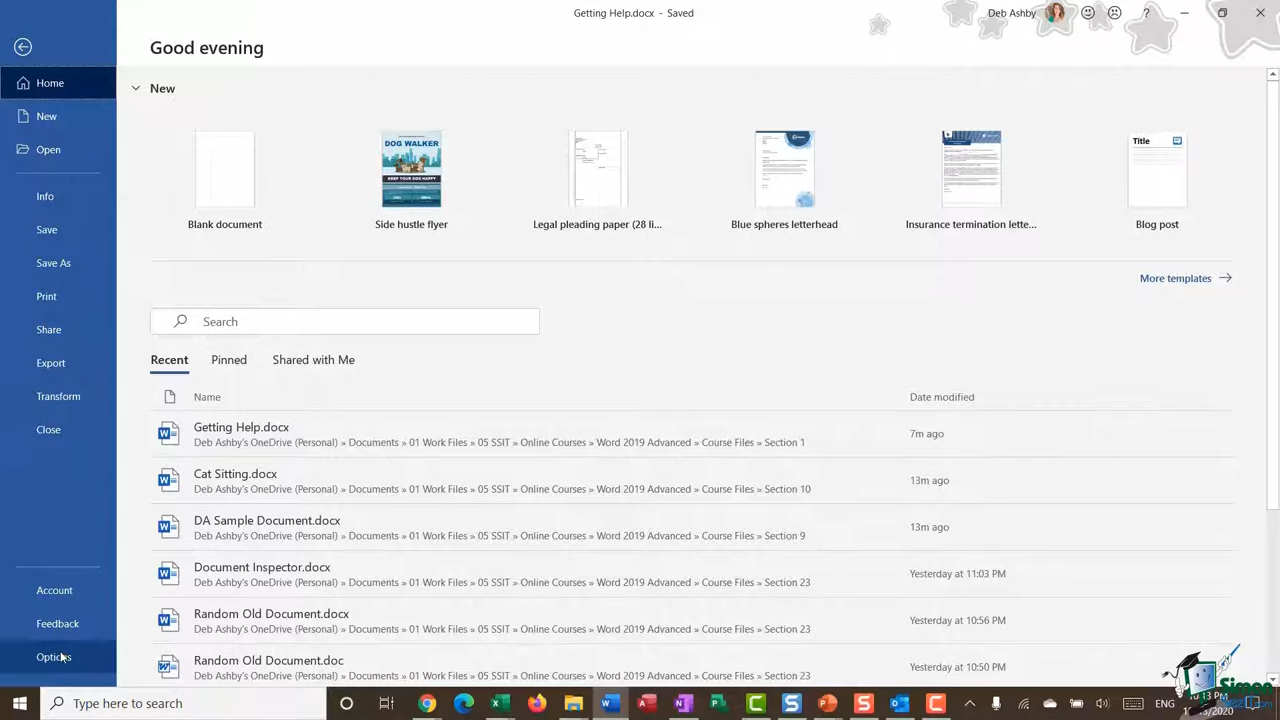 Getting Help.docx - Saved
Deb Ashby
Good evening
Home
New
Open
Info
Save
Save As
Print
Share
Export
Transform
Close
Account
Feedback
Options
New
DOG WALKER
KEEP YOUR DOG HAPPY
Title
Blank document
Side hustle flyer
Legal pleading paper (28 li...
Blue spheres letterhead
Insurance termination lette...
Blog post
More templates
Search
Recent
Pinned
Shared with Me
Name
Date modified
Getting Help.docx
Deb Ashby's OneDrive (Personal) » Documents » 01 Work Files » 05 SSIT » Online Courses » Word 2019 Advanced » Course Files » Section 1
7m ago
Cat Sitting.docx
Deb Ashby's OneDrive (Personal) » Documents » 01 Work Files » 05 SSIT » Online Courses » Word 2019 Advanced » Course Files » Section 10
13m ago
DA Sample Document.docx
Deb Ashby's OneDrive (Personal) » Documents » 01 Work Files » 05 SSIT » Online Courses » Word 2019 Advanced » Course Files » Section 9
13m ago
Document Inspector.docx
Deb Ashby's OneDrive (Personal) » Documents » 01 Work Files » 05 SSIT » Online Courses » Word 2019 Advanced » Course Files » Section 23
Yesterday at 11:03 PM
Random Old Document.docx
Deb Ashby's OneDrive (Personal) » Documents » 01 Work Files » 05 SSIT » Online Courses » Word 2019 Advanced » Course Files » Section 23
Yesterday at 10:56 PM
Random Old Document.doc
Deb Ashby's OneDrive (Personal) » Documents » 01 Work Files » 05 SSIT » Online Courses » Word 2019 Advanced » Course Files » Section 23
Yesterday at 10:50 PM
Type here to search
ENG
Simon